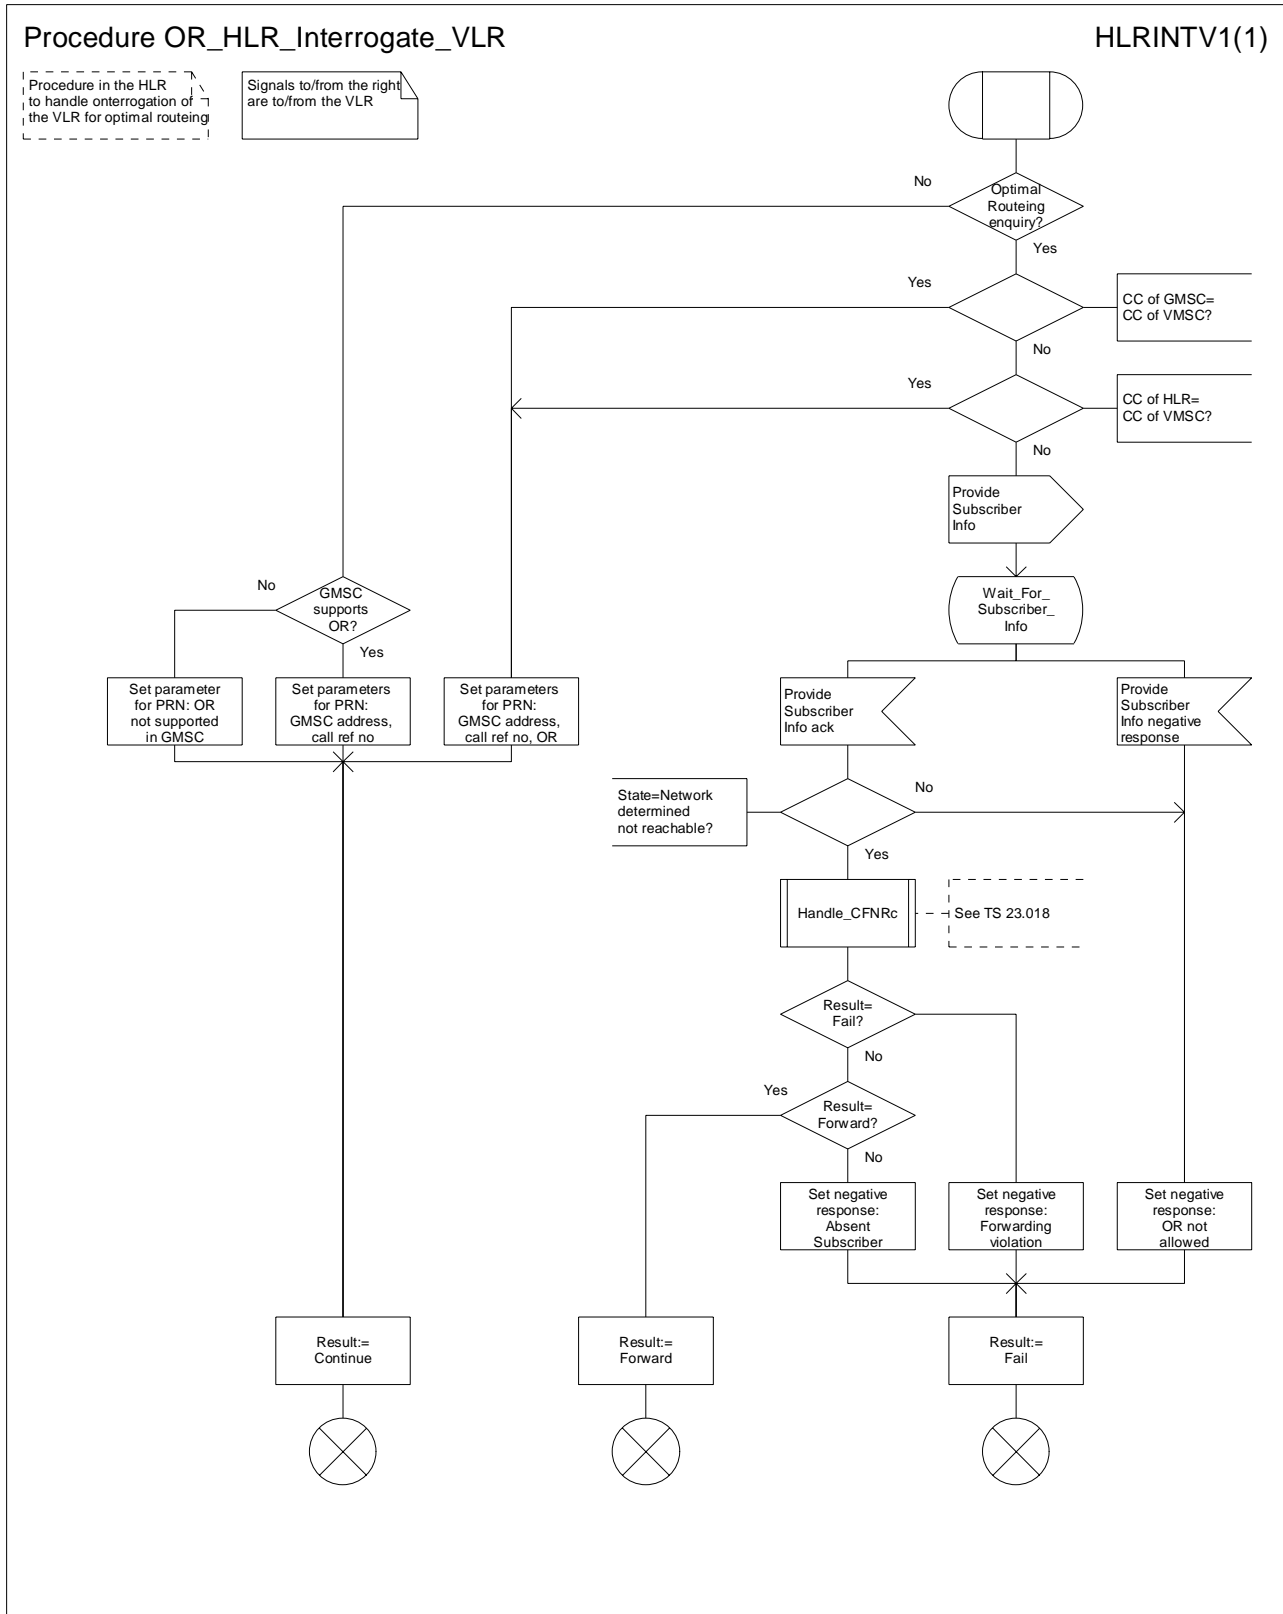 Procedure OR_HLR_Interrogate_VLR
HLRINTV1(1)
Procedure in the HLR
to handle onterrogation of
the VLR for optimal routeing
Signals to/from the right
are to/from the VLR
No
Optimal
Routeing
enquiry?
Yes
Yes
CC of GMSC=
CC of VMSC?
No
Yes
CC of HLR=
CC of VMSC?
No
Provide
Subscriber
Info
No
GMSC
supports
OR?
Yes
Wait_For_
Subscriber_
Info
Set parameter
for PRN: OR
not supported
in GMSC
Set parameters
for PRN:
GMSC address,
call ref no
Set parameters
for PRN:
GMSC address,
call ref no, OR
Provide
Subscriber
Info ack
Provide
Subscriber
Info negative
response
State=Network
determined
not reachable?
No
Yes
Handle_CFNRc
See TS 23.018
Result=
Fail?
No
Yes
Result=
Forward?
No
Set negative
response:
Absent
Subscriber
Set negative
response:
Forwarding
violation
Set negative
response:
OR not
allowed
Result:=
Continue
Result:=
Forward
Result:=
Fail